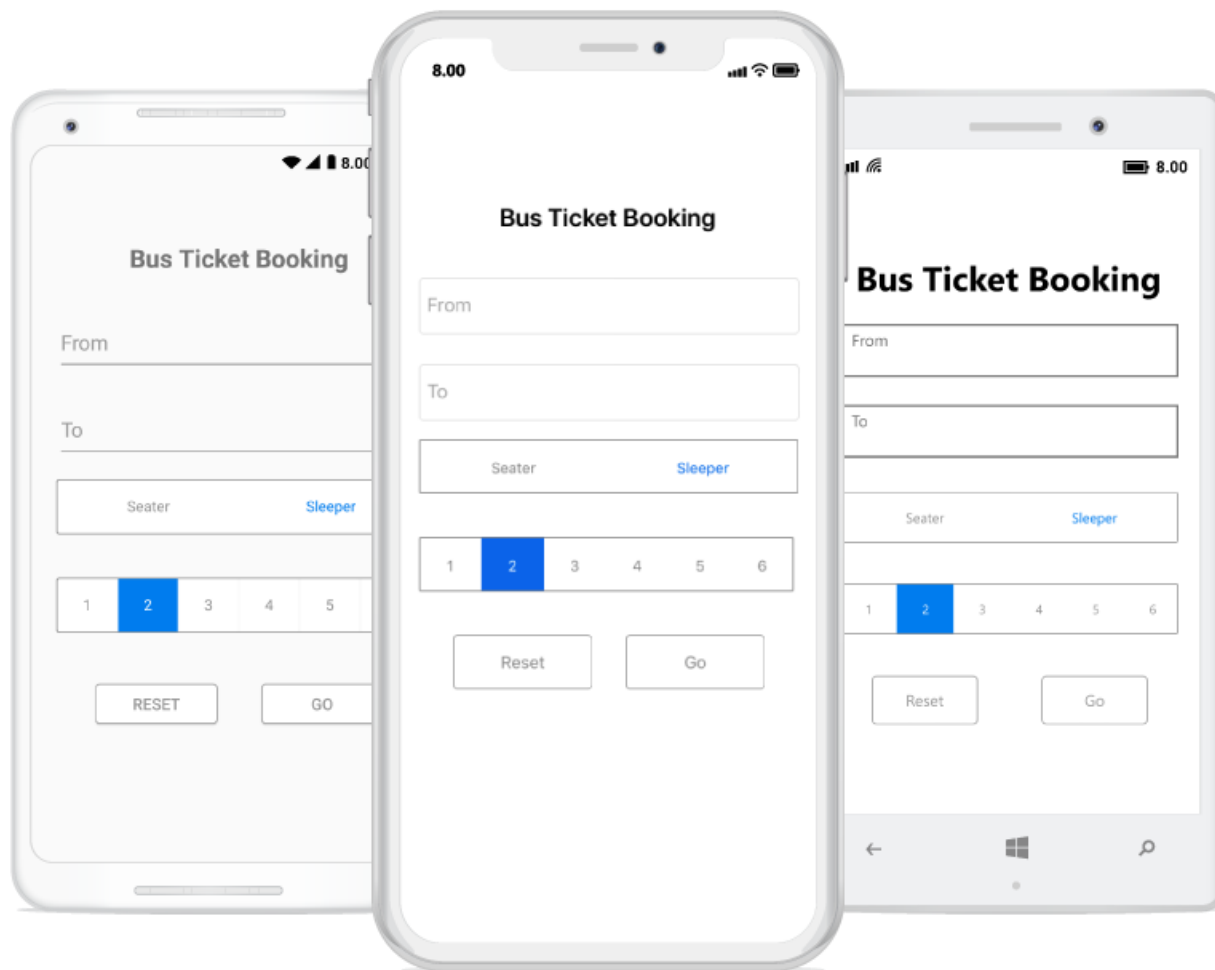 8.00
Bus Ticket Booking
From
To
Seater Sleeper
1 2 3 4 5
RESET GO
8.00
Bus Ticket Booking
From
To
Seater Sleeper
1 2 3 4 5 6
Reset Go
8.00
Bus Ticket Booking
From
To
Seater Sleeper
1 2 3 4 5 6
Reset Go